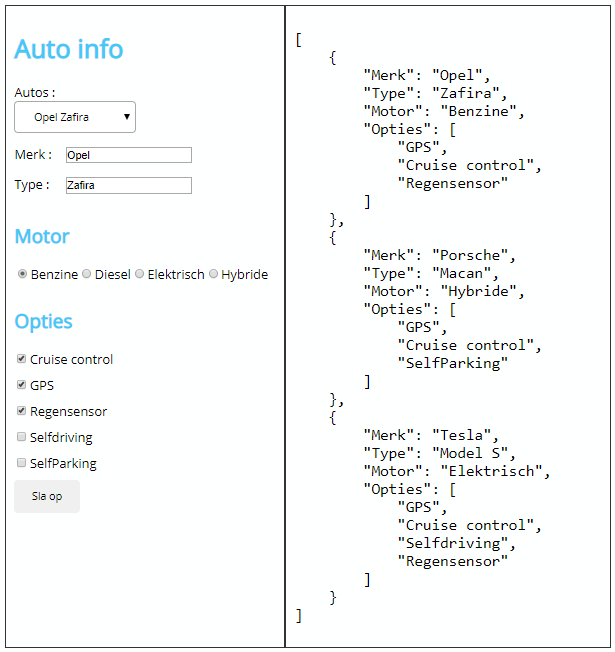 Auto info
Autos :
Opel Zafira
Merk : Opel
Type : Zafira
Motor
Benzine Diesel Elektrisch Hybride
Opties
Cruise control
GPS
Regensensor
Selfdriving
SelfParking
Sla op
[
    {
        "Merk": "Opel",
        "Type": "Zafira",
        "Motor": "Benzine",
        "Opties": [
            "GPS",
            "Cruise control",
            "Regensensor"
        ]
    },
    {
        "Merk": "Porsche",
        "Type": "Macan",
        "Motor": "Hybride",
        "Opties": [
            "GPS",
            "Cruise control",
            "SelfParking"
        ]
    },
    {
        "Merk": "Tesla",
        "Type": "Model S",
        "Motor": "Elektrisch",
        "Opties": [
            "GPS",
            "Cruise control",
            "Selfdriving",
            "Regensensor"
        ]
    }
]